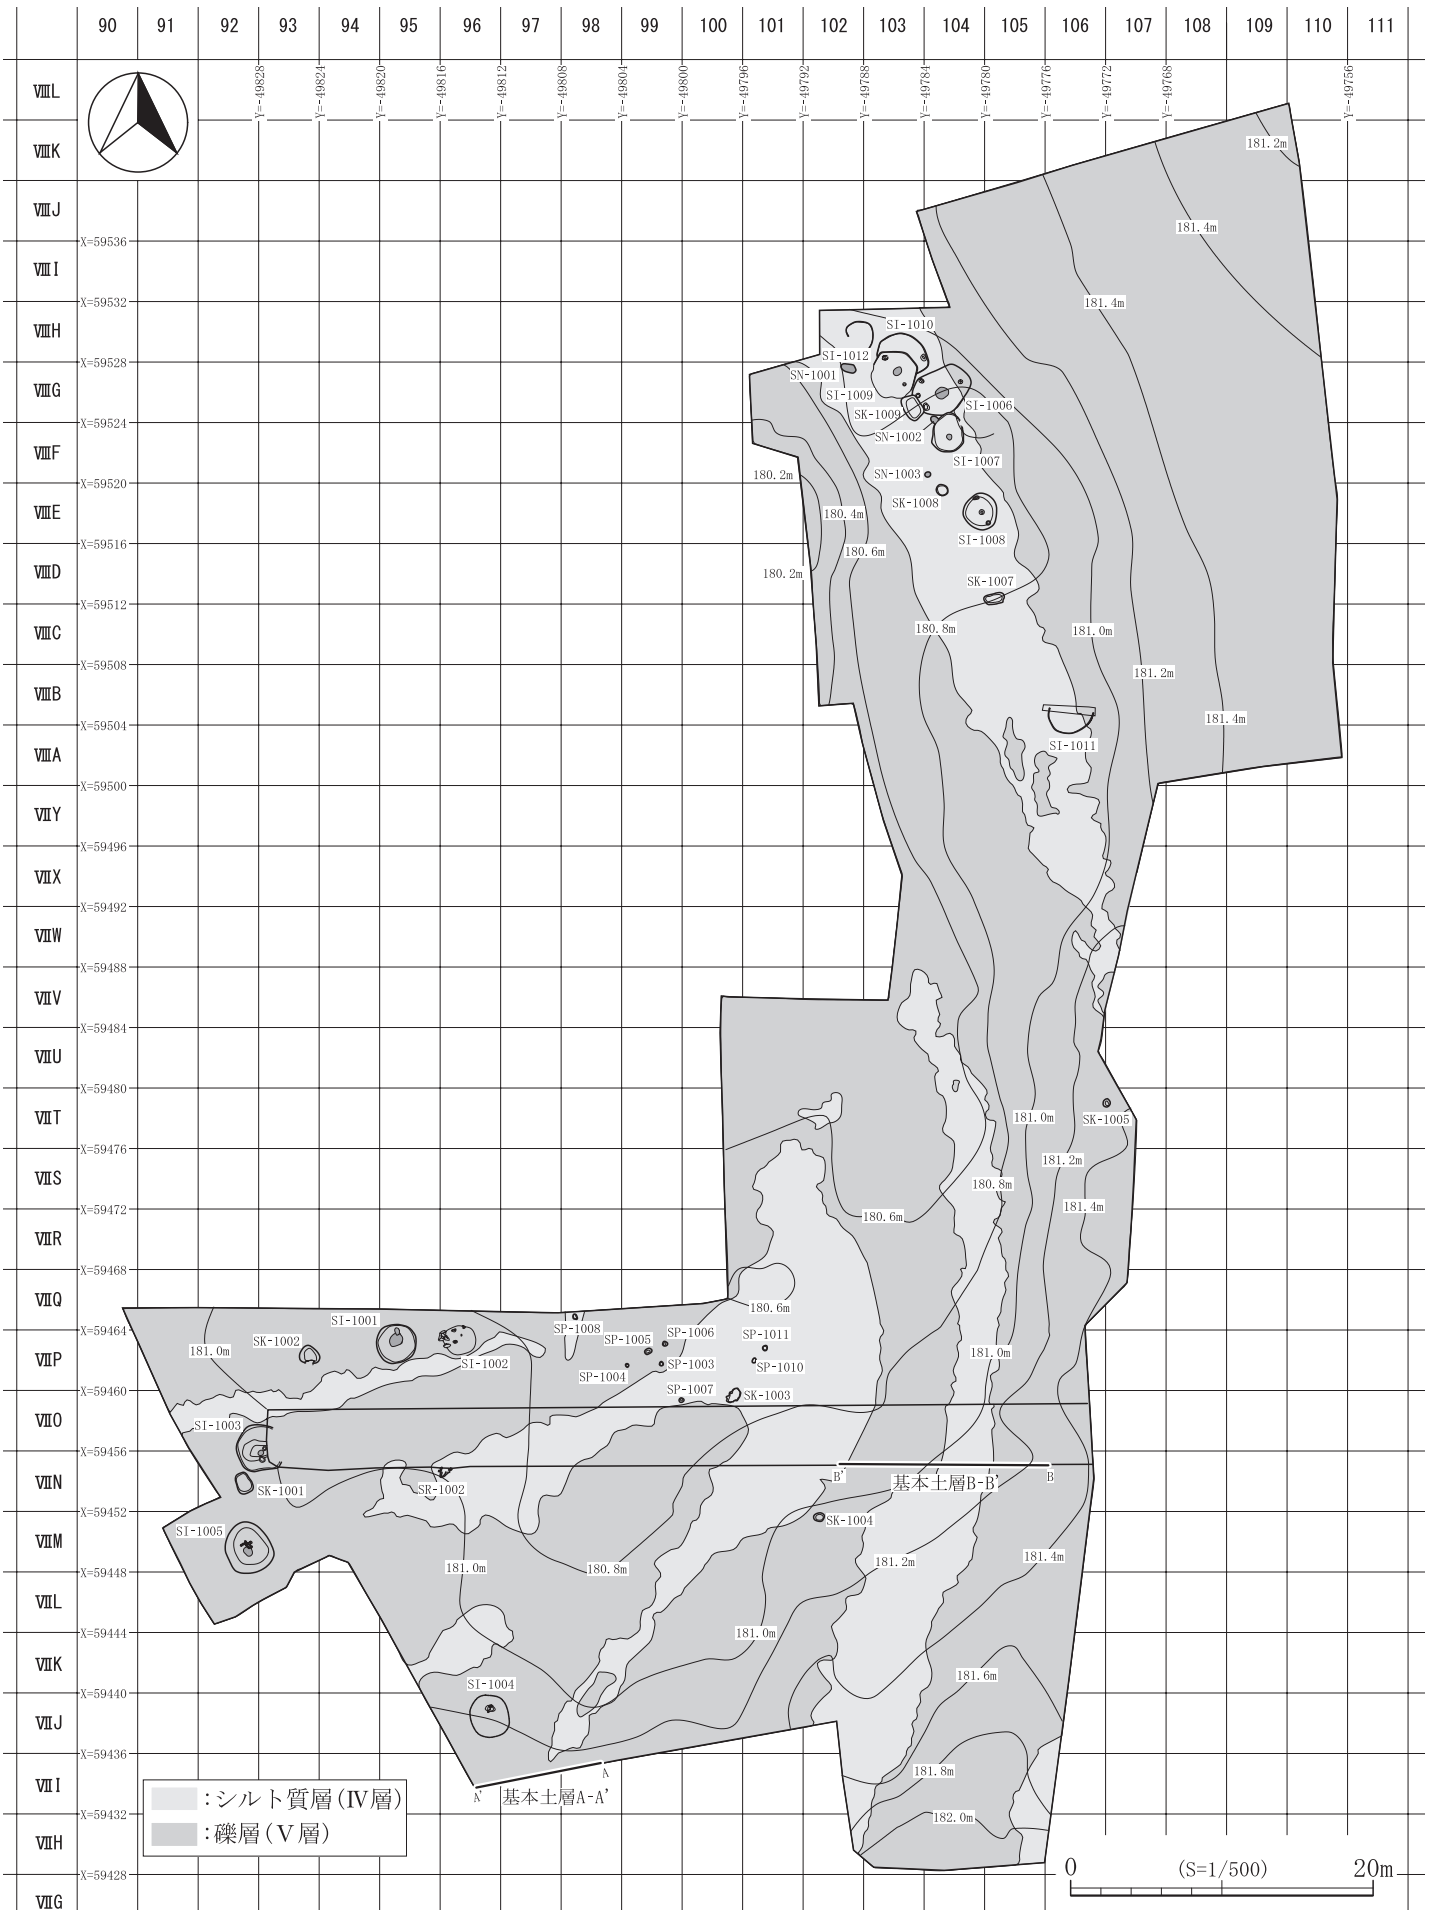 90 91 92 93 94 95 96 97 98 99 100 101 102 103 104 105 106 107 108 109 110 111
Y=-49828 Y=-49824 Y=-49820 Y=-49816 Y=-49812 Y=-49808 Y=-49804 Y=-49800 Y=-49796 Y=-49792 Y=-49788 Y=-49784 Y=-49780 Y=-49776 Y=-49772 Y=-49768 Y=-49756
ⅧL
ⅧK
181.2m
ⅧJ
181.4m
X=59536
ⅧI
X=59532
181.4m
ⅧH
SI-1010
SI-1012
X=59528
SN-1001
ⅧG
SI-1009
SI-1006
SK-1009
X=59524
SN-1002
ⅧF
SI-1007
180.2m
SN-1003
X=59520
SK-1008
ⅧE
180.4m
SI-1008
X=59516
180.6m
ⅧD
180.2m
SK-1007
X=59512
ⅧC
180.8m
181.0m
X=59508
181.2m
ⅧB
181.4m
X=59504
SI-1011
ⅧA
X=59500
ⅦY
X=59496
ⅦX
X=59492
ⅦW
X=59488
ⅦV
X=59484
ⅦU
X=59480
ⅦT
181.0m
SK-1005
X=59476
181.2m
ⅦS
180.8m
181.4m
X=59472
180.6m
ⅦR
X=59468
ⅦQ
180.6m
SI-1001
SP-1008
SP-1006
SP-1011
X=59464
SK-1002
SP-1005
181.0m
181.0m
ⅦP
SI-1002
SP-1003
SP-1010
SP-1004
X=59460
SP-1007
SK-1003
ⅦO
SI-1003
X=59456
B'
B
ⅦN
基本土層B-B'
SK-1001
SR-1002
X=59452
SK-1004
SI-1005
ⅦM
181.4m
181.2m
181.0m
180.8m
X=59448
ⅦL
X=59444
181.0m
ⅦK
181.6m
SI-1004
X=59440
ⅦJ
X=59436
181.8m
A
ⅦI
A'
基本土層A-A'
:シルト質層(Ⅳ層)
X=59432
182.0m
:礫層(Ⅴ層)
ⅦH
0 (S=1/500) 20m
X=59428
ⅦG